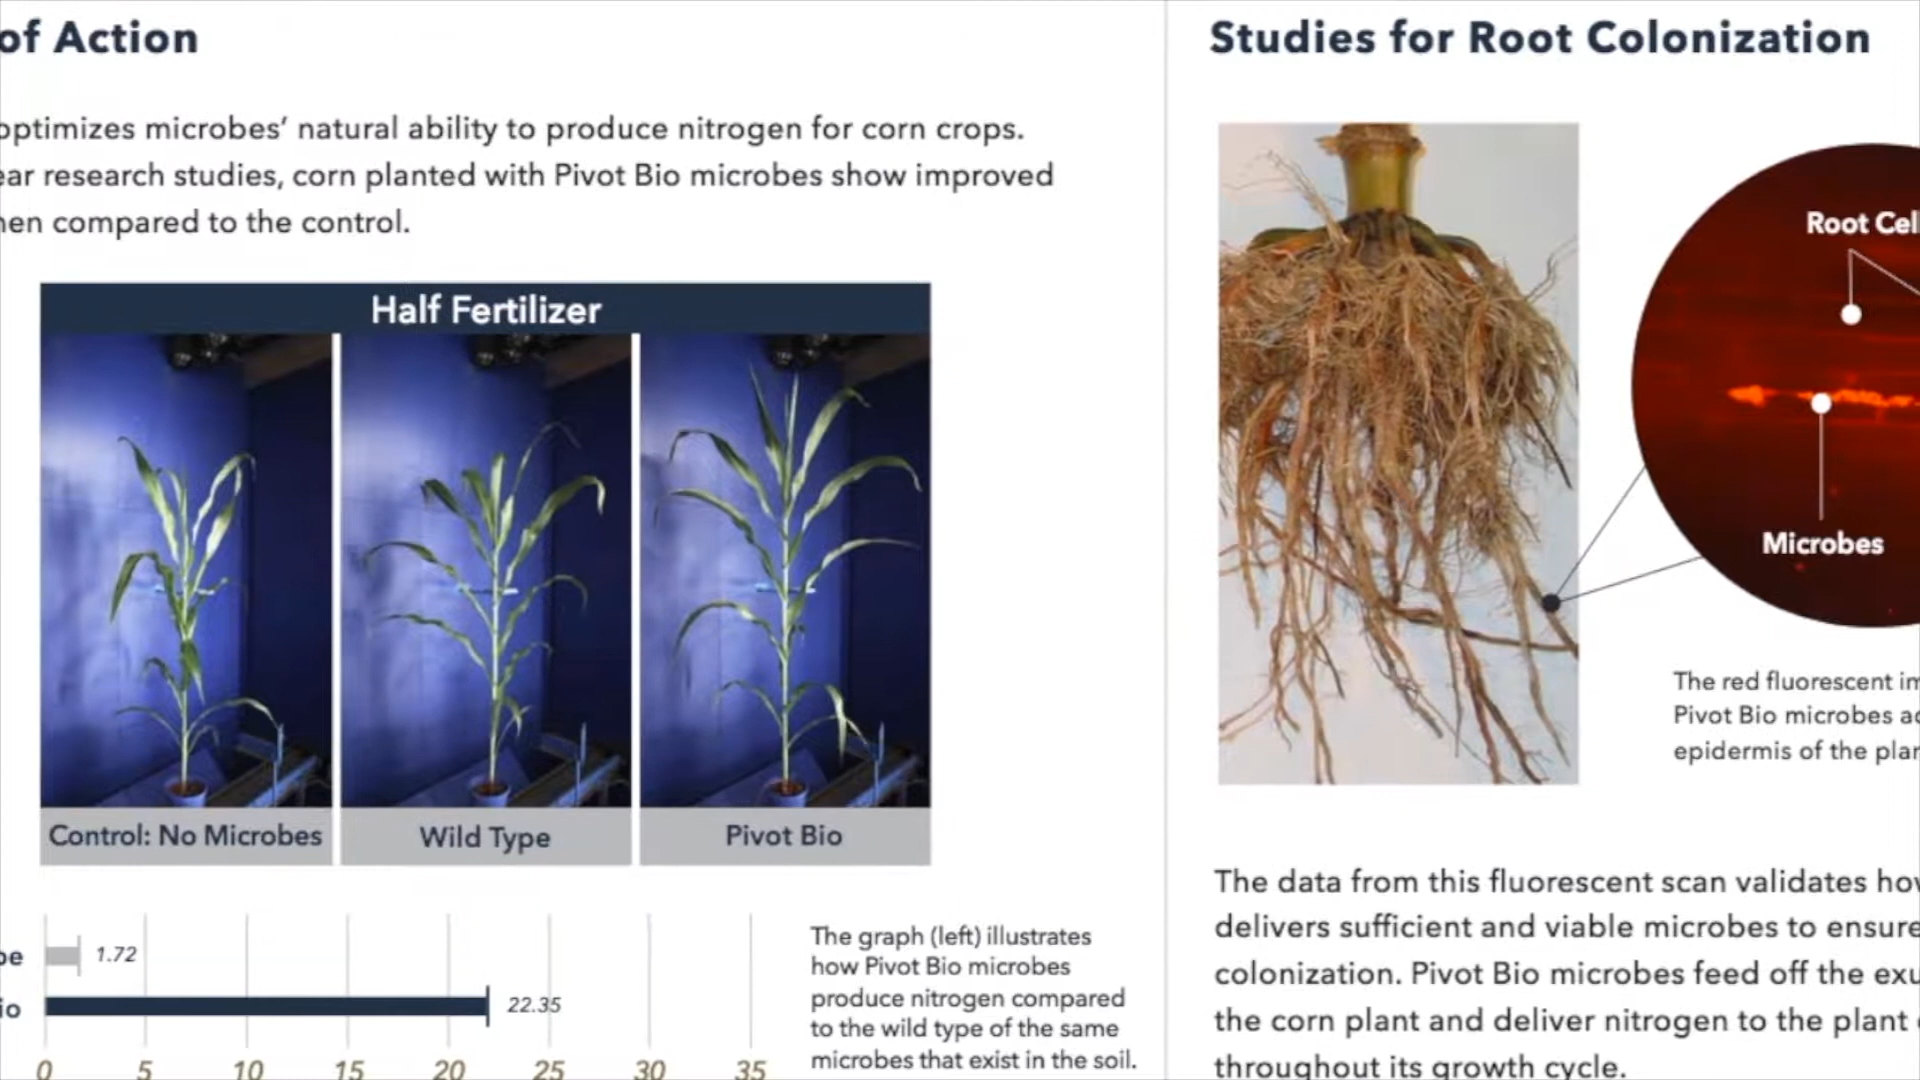 of Action
optimizes microbes’ natural ability to produce nitrogen for corn crops.
ear research studies, corn planted with Pivot Bio microbes show improved
hen compared to the control.
Half Fertilizer
Control: No Microbes
Wild Type
Pivot Bio
pe
1.72
io
22.35
0 5 10 15 20 25 30 35
The graph (left) illustrates
how Pivot Bio microbes
produce nitrogen compared
to the wild type of the same
microbes that exist in the soil.
Studies for Root Colonization
Root Cel
Microbes
The red fluorescent im
Pivot Bio microbes ac
epidermis of the plan
The data from this fluorescent scan validates how
delivers sufficient and viable microbes to ensure
colonization. Pivot Bio microbes feed off the exu
the corn plant and deliver nitrogen to the plant
throughout its growth cycle.